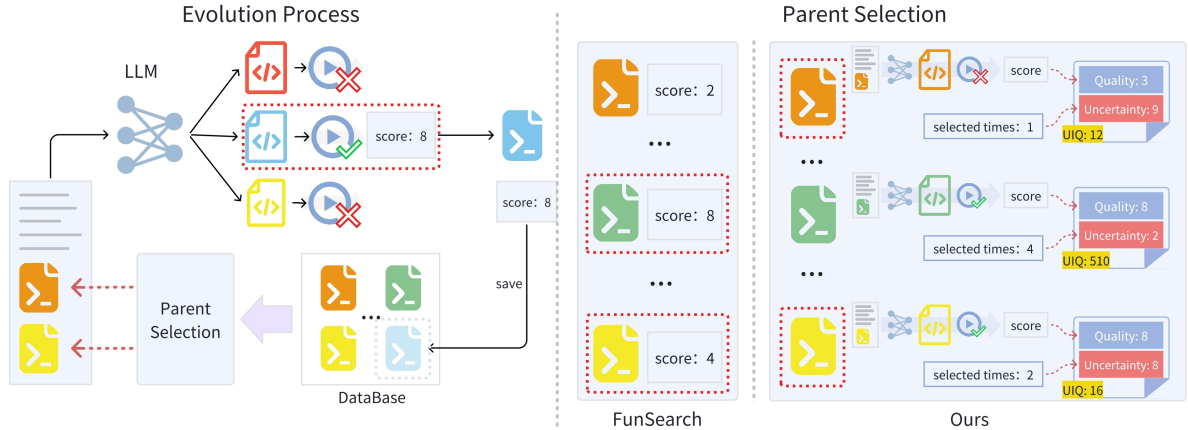 Evolution Process
LLM
</>
</>
score: 8
</>
score: 8
save
Parent
Selection
DataBase
Parent Selection
score: 2
...
score: 8
...
score: 4
FunSearch
</>
score
Quality: 3
Uncertainty: 9
selected times: 1
UIQ: 12
...
</>
score
Quality: 8
Uncertainty: 2
selected times: 4
UIQ: 510
...
</>
score
Quality: 8
Uncertainty: 8
selected times: 2
UIQ: 16
Ours